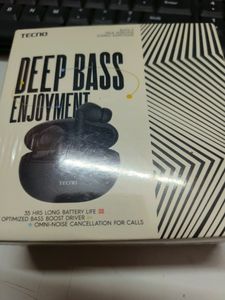 TECNO
DEEP BASS
ENJOYMENT
TECNO
35 HRS LONG BATTERY LIFE
OPTIMIZED BASS BOOST DRIVER
OMNI-NOISE CANCELLATION FOR CALLS